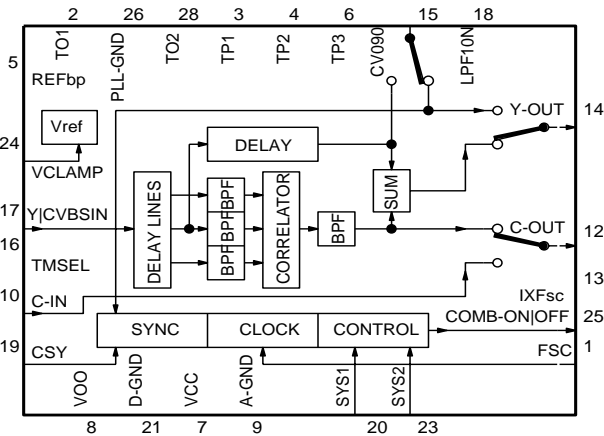 2 26 28 3 4 6 15 18
TO1 PLL-GND TO2 TP1 TP2 TP3 CV090 LPF10N
5
REFbp
Vref
Y-OUT 14
24
VCLAMP
DELAY
17
Y|CVBSIN
DELAY LINES
BPF
BPF
BPF
CORRELATOR
BPF
SUM
C-OUT 12
16
TMSEL
13
10
C-IN
IXFsc
COMB-ON|OFF 25
SYNC CLOCK CONTROL
19
CSY
FSC 1
VOO D-GND VCC A-GND SYS1 SYS2
8 21 7 9 20 23